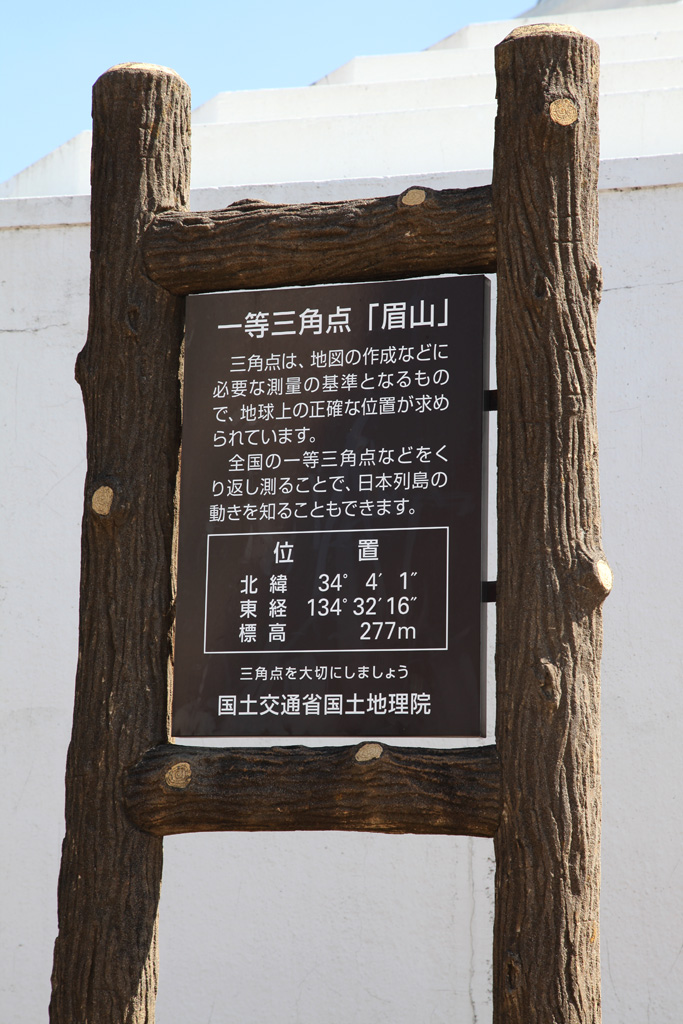 一等三角点「眉山」
三角点は、地図の作成などに
必要な測量の基準となるもの
で、地球上の正確な位置が求め
られています。
全国の一等三角点などをく
り返し測ることで、日本列島の
動きを知ることもできます。
位 置
北緯 34° 4′ 1″
東経 134° 32′ 16″
標高 277m
三角点を大切にしましょう
国土交通省国土地理院